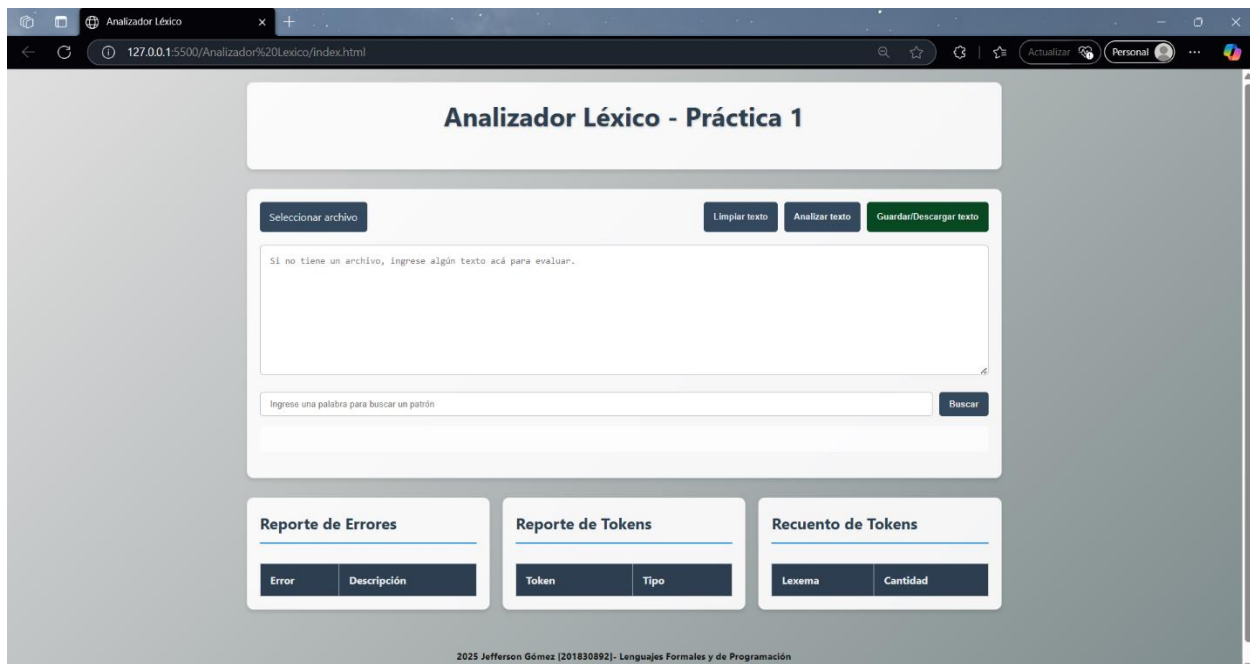 Analizador Léxico
127.0.0.1:5500/Analizador%20Lexico/index.html
Actualizar
Personal
Analizador Léxico - Práctica 1
Seleccionar archivo
Limpiar texto
Analizar texto
Guardar/Descargar texto
Si no tiene un archivo, ingrese algún texto acá para evaluar.
Ingrese una palabra para buscar un patrón
Buscar
Reporte de Errores
Error Descripción
Reporte de Tokens
Token Tipo
Recuento de Tokens
Lexema Cantidad
2025 Jefferson Gómez [201830892]- Lenguajes Formales y de Programación